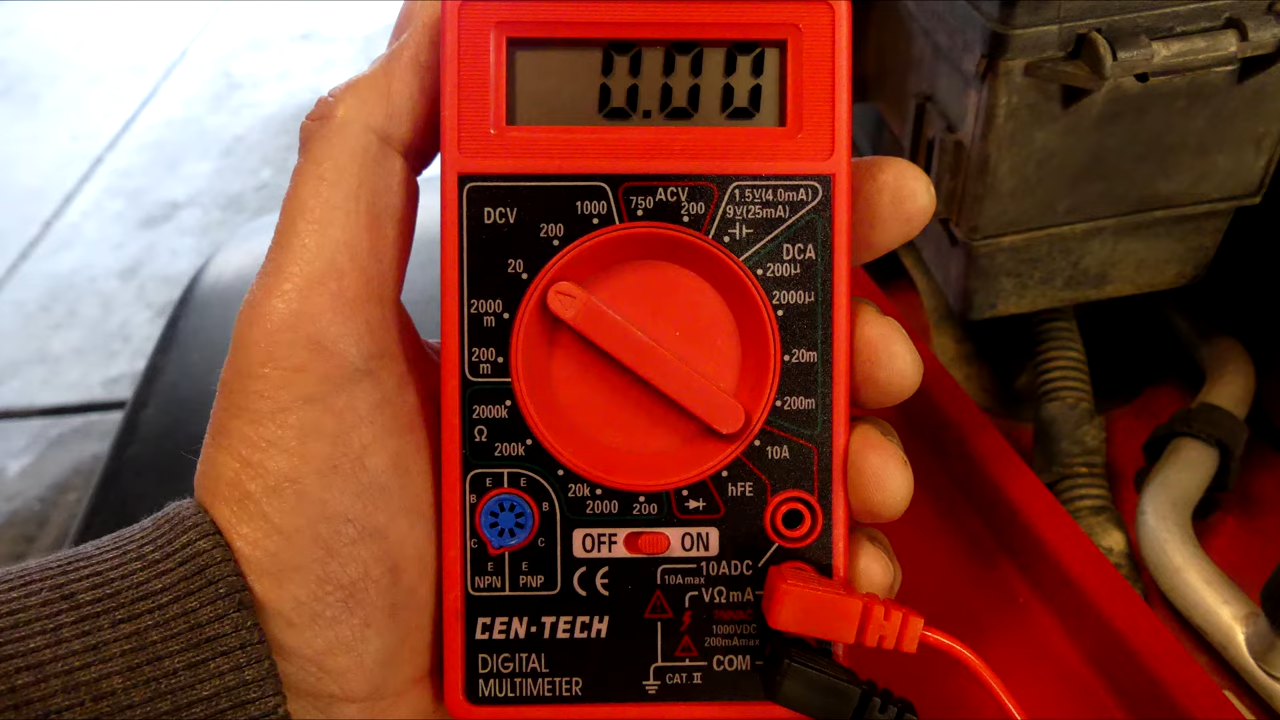 0.00
DCV
1000
750
ACV
200
1.5V(4.0mA)
9V(25mA)
200
20
DCA
200μ
2000μ
2000
m
200
m
20m
200m
2000k
Ω
200k
10A
20k
2000
200
hFE
E
E
B
B
C
C
E
E
NPN
PNP
OFF
ON
CE
10ADC
10Amax
VΩmA
1000VDC
200mAmax
COM
CAT. II
CEN-TECH
DIGITAL
MULTIMETER